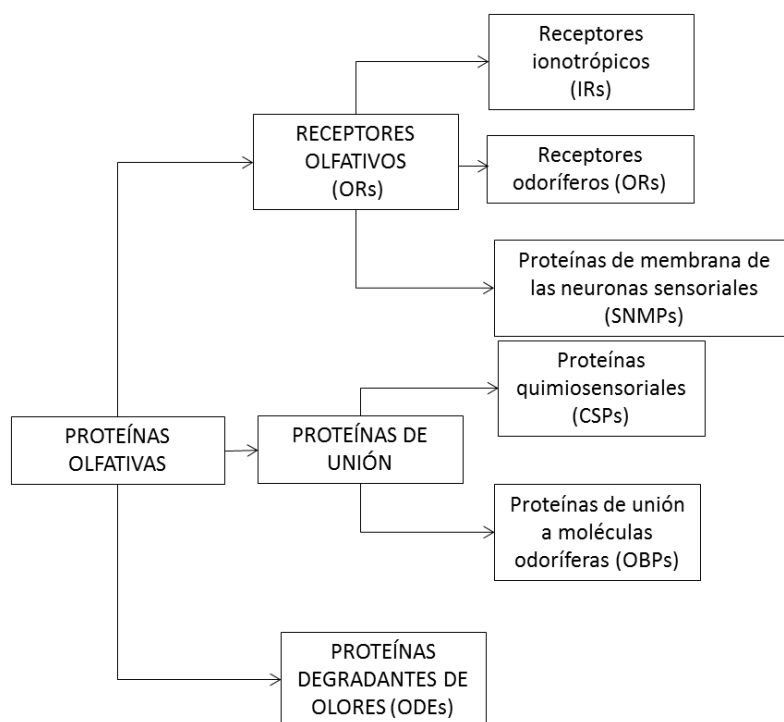 Receptores
ionotrópicos
(IRs)
RECEPTORES
OLFATIVOS
(ORs)
Receptores
odoríferos (ORs)
Proteínas de membrana de
las neuronas sensoriales
(SNMPs)
Proteínas
quimiosensoriales
(CSPs)
PROTEÍNAS
OLFATIVAS
PROTEÍNAS DE
UNIÓN
Proteínas de unión
a moléculas
odoríferas (OBPs)
PROTEÍNAS
DEGRADANTES DE
OLORES (ODEs)